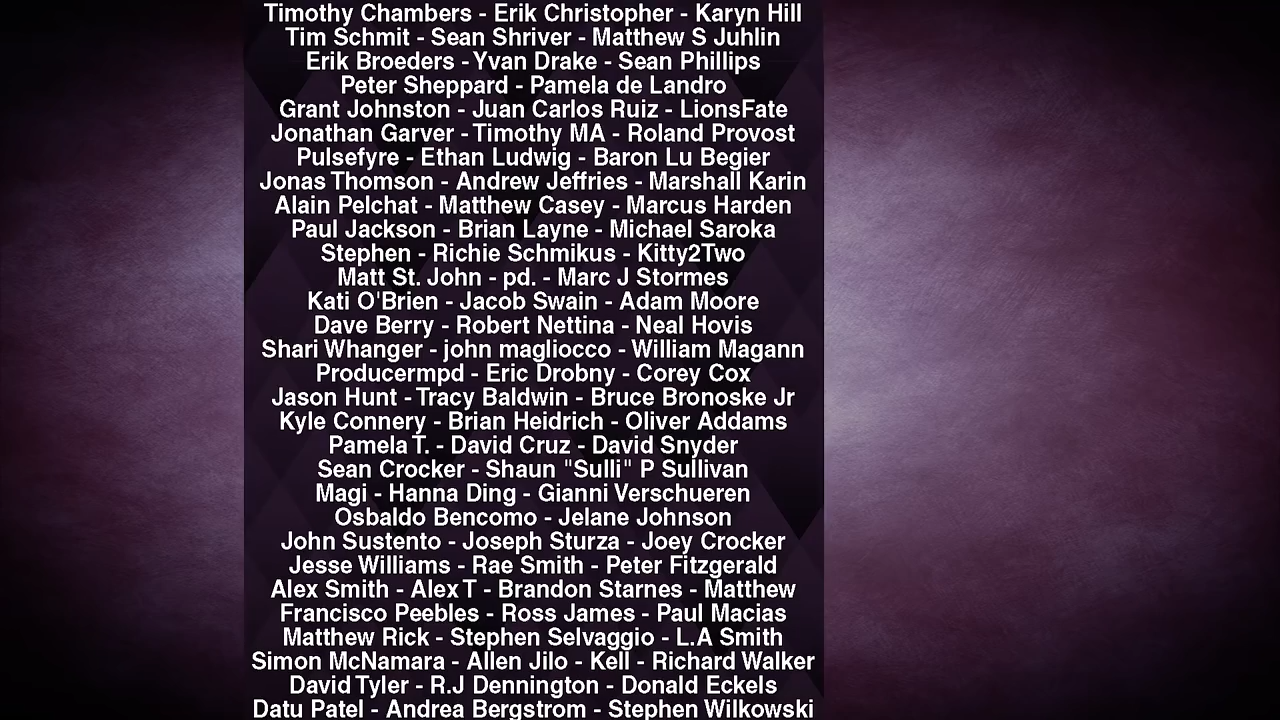 Timothy Chambers - Erik Christopher - Karyn Hill
Tim Schmit - Sean Shriver - Matthew S Juhlin
Erik Broeders - Yvan Drake - Sean Phillips
Peter Sheppard - Pamela de Landro
Grant Johnston - Juan Carlos Ruiz - LionsFate
Jonathan Garver - Timothy MA - Roland Provost
Pulsefyre - Ethan Ludwig - Baron Lu Begier
Jonas Thomson - Andrew Jeffries - Marshall Karin
Alain Pelchat - Matthew Casey - Marcus Harden
Paul Jackson - Brian Layne - Michael Saroka
Stephen - Richie Schmikus - Kitty2Two
Matt St. John - pd. - Marc J Stormes
Kati O'Brien - Jacob Swain - Adam Moore
Dave Berry - Robert Nettina - Neal Hovis
Shari Whanger - john magliocco - William Magann
Producermpd - Eric Drobny - Corey Cox
Jason Hunt - Tracy Baldwin - Bruce Bronoske Jr
Kyle Connery - Brian Heidrich - Oliver Addams
Pamela T. - David Cruz - David Snyder
Sean Crocker - Shaun "Sulli" P Sullivan
Magi - Hanna Ding - Gianni Verschueren
Osbaldo Bencomo - Jelane Johnson
John Sustento - Joseph Sturza - Joey Crocker
Jesse Williams - Rae Smith - Peter Fitzgerald
Alex Smith - Alex T - Brandon Starnes - Matthew
Francisco Peebles - Ross James - Paul Macias
Matthew Rick - Stephen Selvaggio - L.A Smith
Simon McNamara - Allen Jilo - Kell - Richard Walker
David Tyler - R.J Dennington - Donald Eckels
Datu Patel - Andrea Bergstrom - Stephen Wilkowski